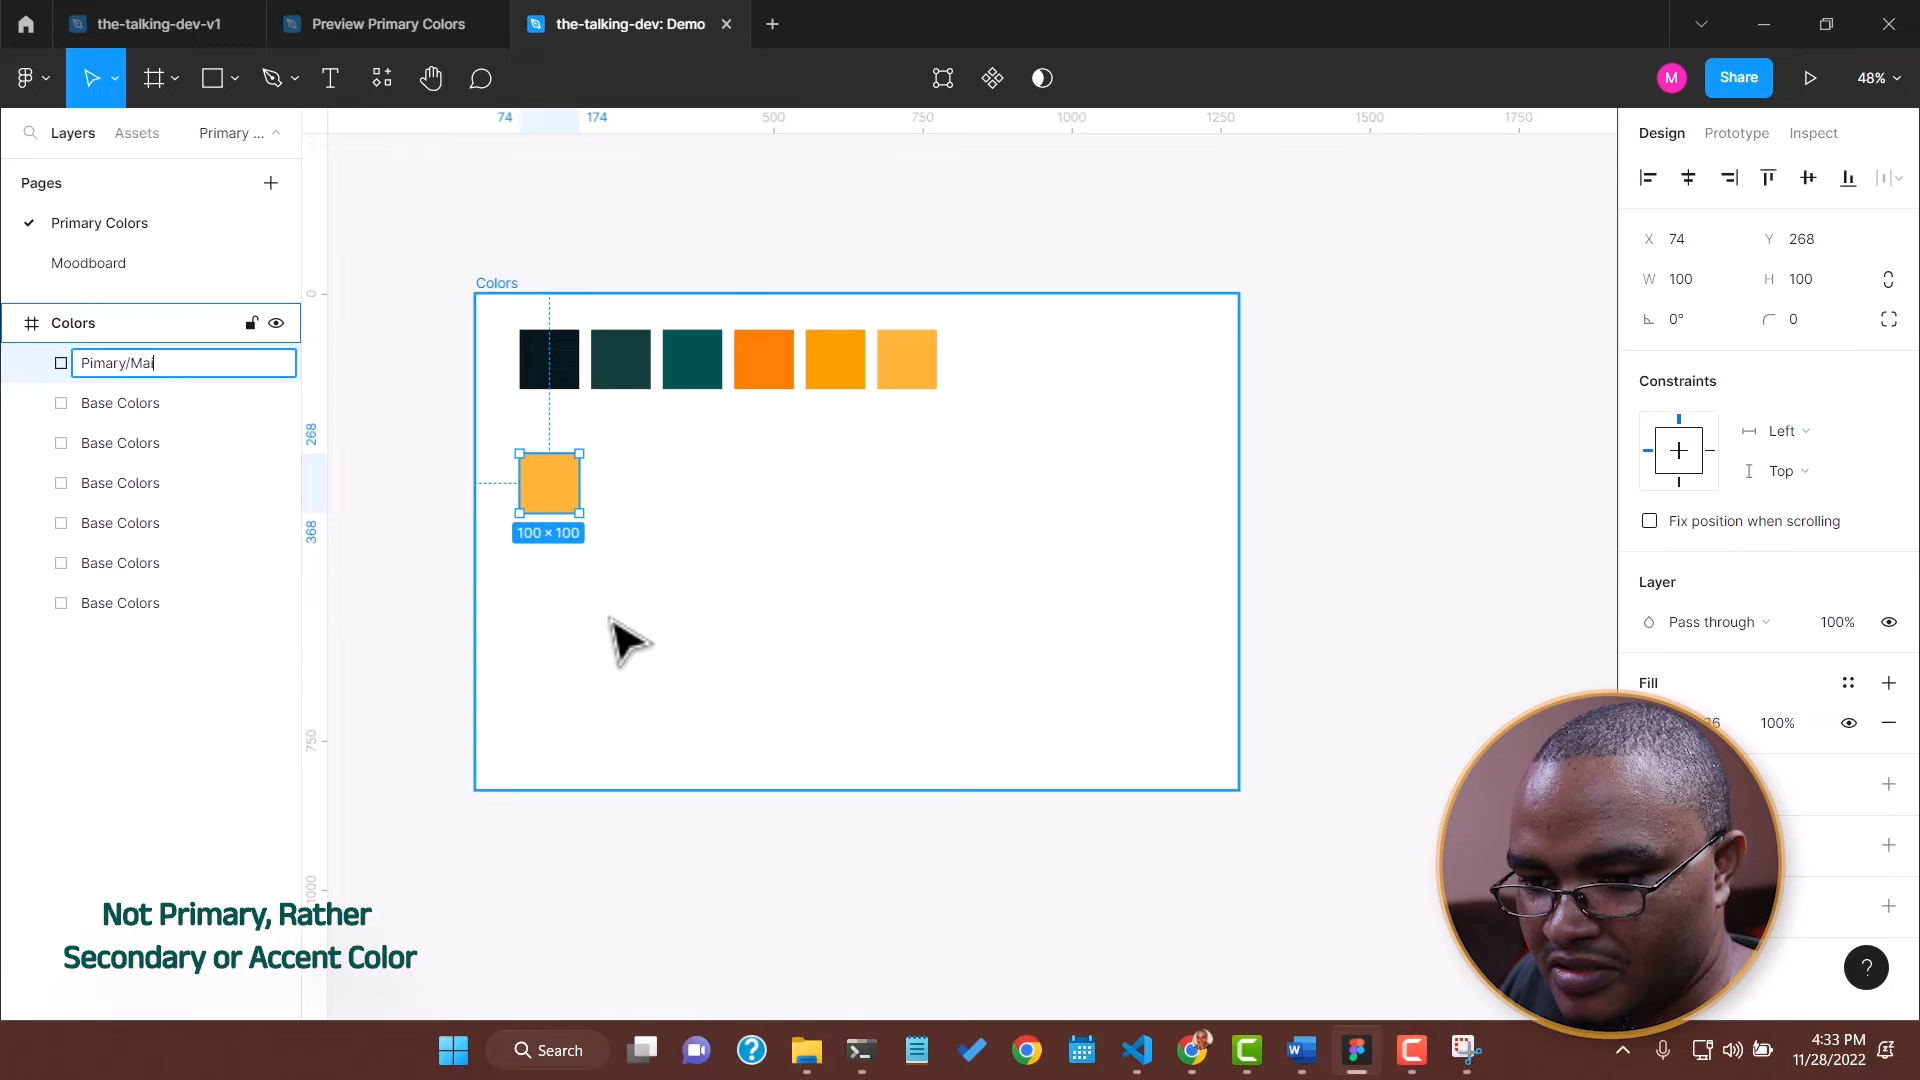 the-talking-dev-v1
Preview Primary Colors
the-talking-dev: Demo
M
Share
48%
Layers
Assets
Primary ...
74
174
500
750
1000
1250
1500
1750
Design
Prototype
Inspect
Pages
Primary Colors
Moodboard
Colors
Pimary/Mai
Base Colors
Base Colors
Base Colors
Base Colors
Base Colors
Base Colors
0
268
368
750
1000
Colors
100 × 100
X 74
Y 268
W 100
H 100
0°
0
Constraints
Left
Top
Fix position when scrolling
Layer
Pass through
100%
Fill
100%
Not Primary, Rather
Secondary or Accent Color
?
Search
4:33 PM
11/28/2022